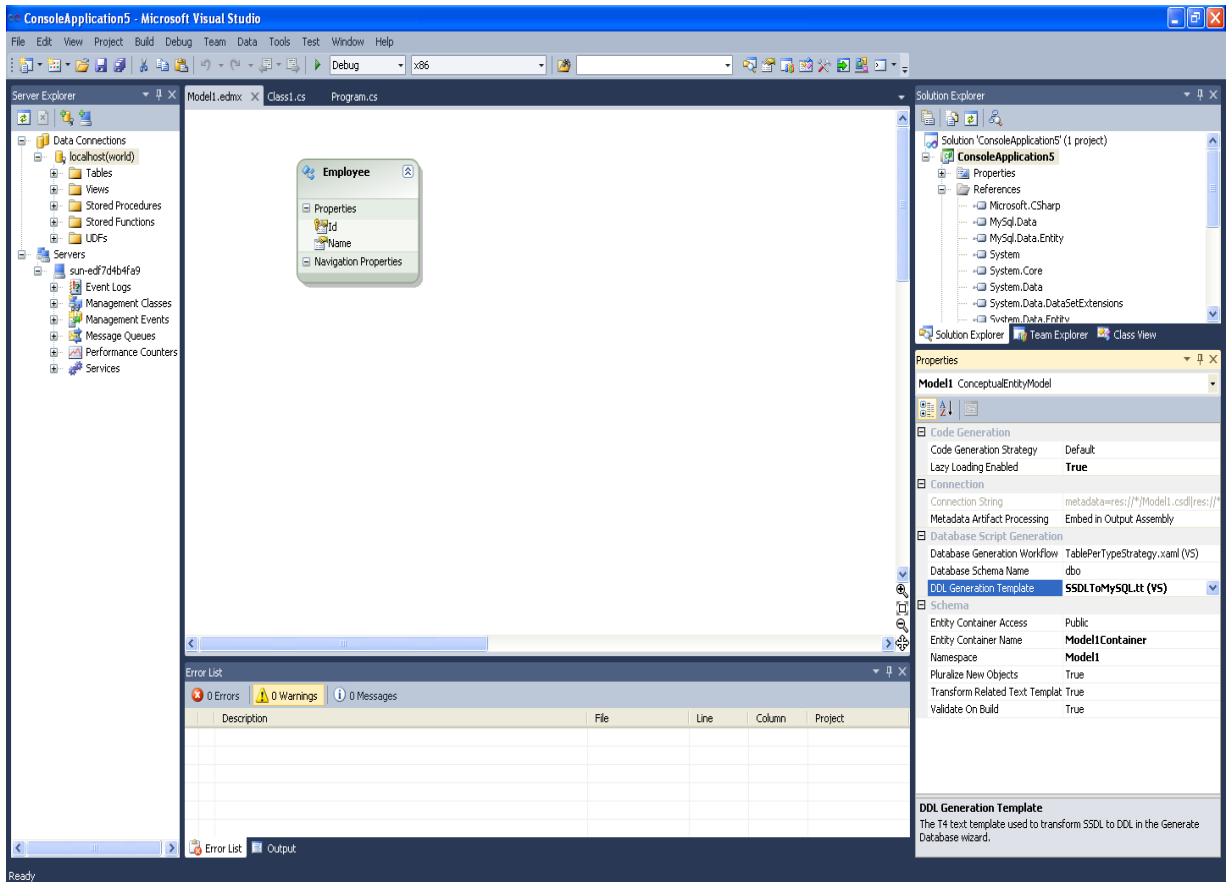 ConsoleApplication5 - Microsoft Visual Studio
File Edit View Project Build Debug Team Data Tools Test Window Help
Debug x86
Server Explorer
Data Connections
localhost(world)
Tables
Views
Stored Procedures
Stored Functions
UDFs
Servers
sun-edf7d4b4fa9
Event Logs
Management Classes
Management Events
Message Queues
Performance Counters
Services
Model1.edmx Class1.cs Program.cs
Employee
Properties
Id
Name
Navigation Properties
Error List
0 Errors 0 Warnings 0 Messages
Description File Line Column Project
Error List Output
Solution Explorer
Solution 'ConsoleApplication5' (1 project)
ConsoleApplication5
Properties
References
Microsoft.CSharp
MySql.Data
MySql.Data.Entity
System
System.Core
System.Data
System.Data.DataSetExtensions
System.Data.Entity
Solution Explorer Team Explorer Class View
Properties
Model1 ConceptualEntityModel
Code Generation
Code Generation Strategy Default
Lazy Loading Enabled True
Connection
Connection String metadata=res://*/Model1.csdl|res://*
Metadata Artifact Processing Embed in Output Assembly
Database Script Generation
Database Generation Workflow TablePerTypeStrategy.xaml (VS)
Database Schema Name dbo
DDL Generation Template SSDLToMySQL.tt (VS)
Schema
Entity Container Access Public
Entity Container Name Model1Container
Namespace Model1
Pluralize New Objects True
Transform Related Text Templat True
Validate On Build True
DDL Generation Template
The T4 text template used to transform SSDL to DDL in the Generate
Database wizard.
Ready